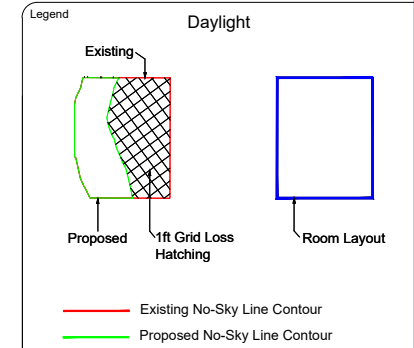 Legend
Daylight
Existing
Proposed
1ft Grid Loss
Hatching
Room Layout
Existing No-Sky Line Contour
Proposed No-Sky Line Contour